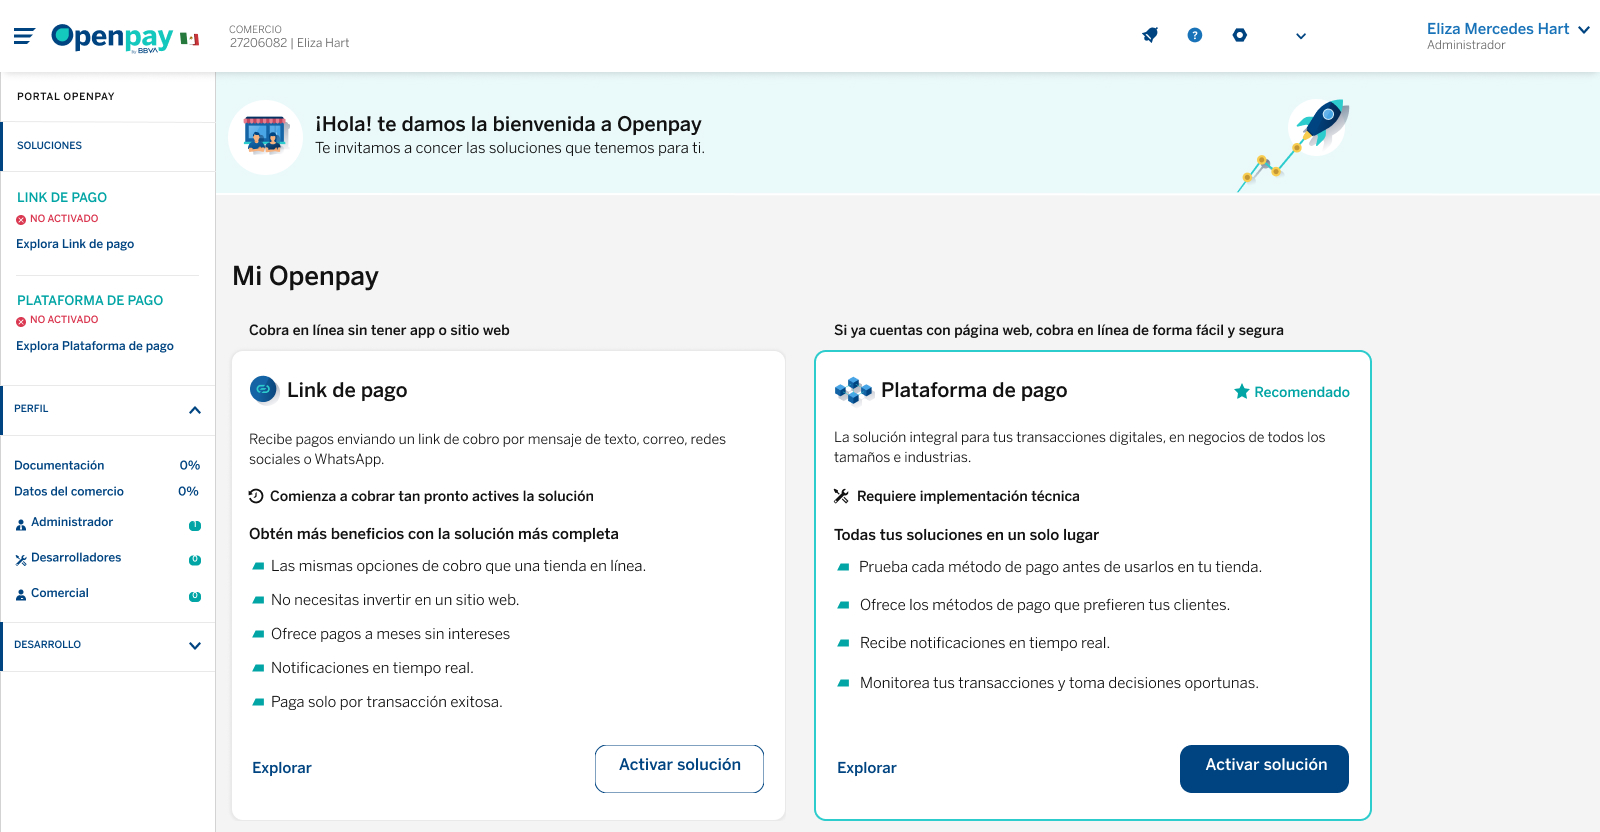 Openpay
by BBVA
COMERCIO
27206082 | Eliza Hart
?
Eliza Mercedes Hart
Administrador
PORTAL OPENPAY
SOLUCIONES
LINK DE PAGO
NO ACTIVADO
Explora Link de pago
PLATAFORMA DE PAGO
NO ACTIVADO
Explora Plataforma de pago
PERFIL
Documentación 0%
Datos del comercio 0%
Administrador 1
Desarrolladores 0
Comercial 0
DESARROLLO
¡Hola! te damos la bienvenida a Openpay
Te invitamos a concer las soluciones que tenemos para ti.
Mi Openpay
Cobra en línea sin tener app o sitio web
Link de pago
Recibe pagos enviando un link de cobro por mensaje de texto, correo, redes
sociales o WhatsApp.
Comienza a cobrar tan pronto actives la solución
Obtén más beneficios con la solución más completa
Las mismas opciones de cobro que una tienda en línea.
No necesitas invertir en un sitio web.
Ofrece pagos a meses sin intereses
Notificaciones en tiempo real.
Paga solo por transacción exitosa.
Explorar
Activar solución
Si ya cuentas con página web, cobra en línea de forma fácil y segura
Plataforma de pago
Recomendado
La solución integral para tus transacciones digitales, en negocios de todos los
tamaños e industrias.
Requiere implementación técnica
Todas tus soluciones en un solo lugar
Prueba cada método de pago antes de usarlos en tu tienda.
Ofrece los métodos de pago que prefieren tus clientes.
Recibe notificaciones en tiempo real.
Monitorea tus transacciones y toma decisiones oportunas.
Explorar
Activar solución